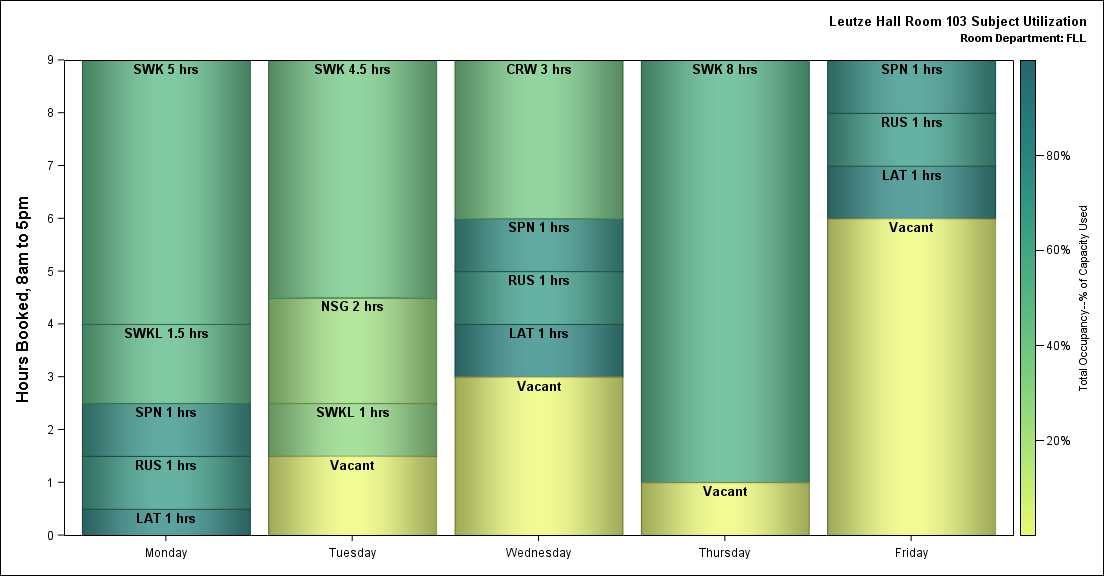 Leutze Hall Room 103 Subject Utilization
Room Department: FLL
Hours Booked, 8am to 5pm
9
8
7
6
5
4
3
2
1
0
SWK 5 hrs
SWKL 1.5 hrs
SPN 1 hrs
RUS 1 hrs
LAT 1 hrs
SWK 4.5 hrs
NSG 2 hrs
SWKL 1 hrs
Vacant
CRW 3 hrs
SPN 1 hrs
RUS 1 hrs
LAT 1 hrs
Vacant
SWK 8 hrs
Vacant
SPN 1 hrs
RUS 1 hrs
LAT 1 hrs
Vacant
Monday
Tuesday
Wednesday
Thursday
Friday
80%
60%
40%
20%
Total Occupancy--% of Capacity Used